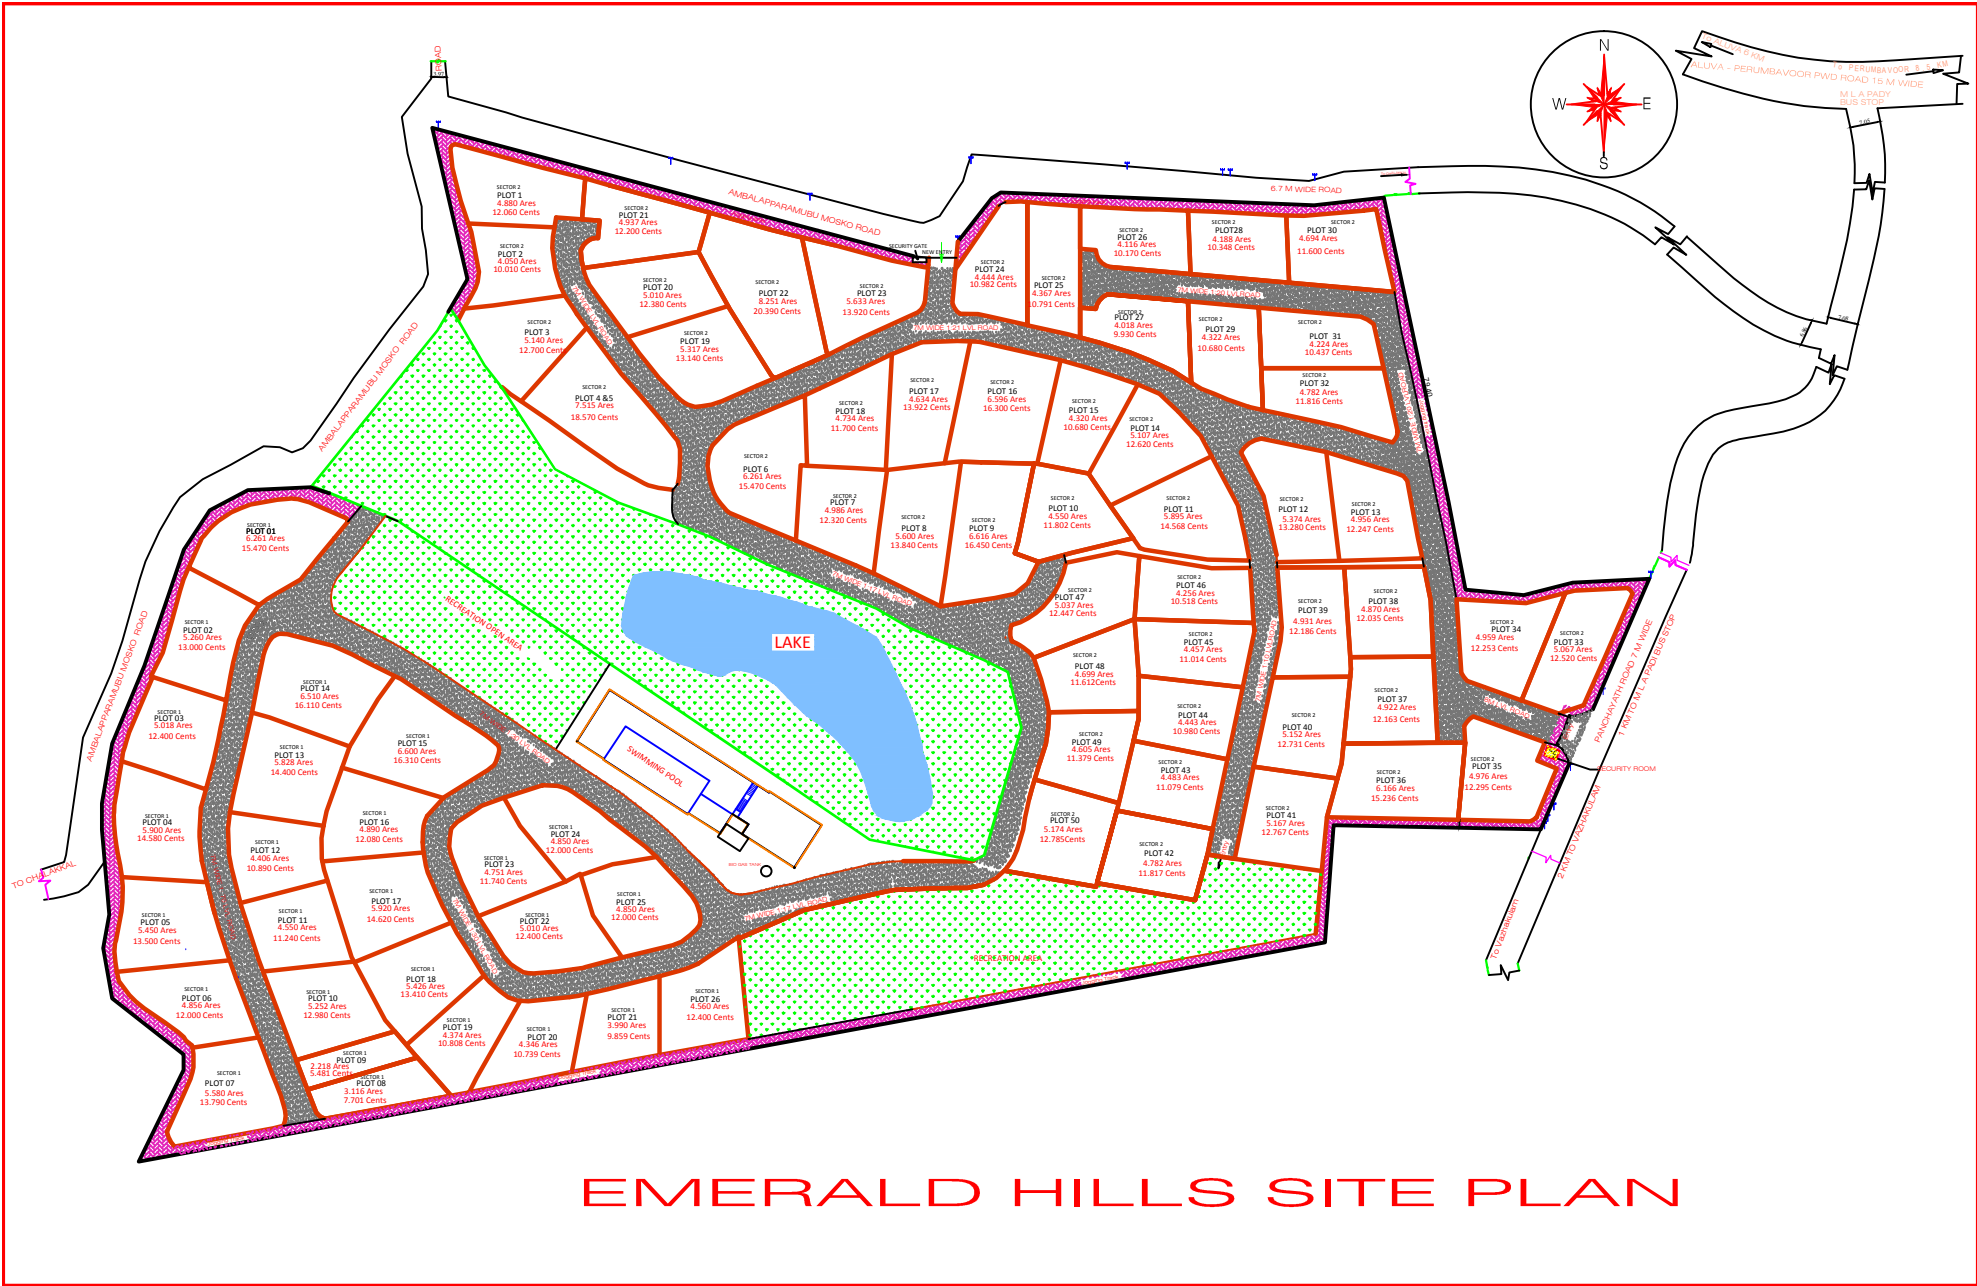 ROAD
N
W
E
S
TO ALUVA 6 KM
To PERUMBAVOOR 8.5 KM
ALUVA - PERUMBAVOOR PWD ROAD 15 M WIDE
M L A PADY
BUS STOP
AMBALAPPARAMUBU MOSKO ROAD
6.7 M WIDE ROAD
SECURITY GATE
NEW ENTRY
SECTOR 2
PLOT 1
4.880 Ares
12.060 Cents
SECTOR 2
PLOT 21
4.937 Ares
12.200 Cents
SECTOR 2
PLOT 2
4.050 Ares
10.010 Cents
SECTOR 2
PLOT 20
5.010 Ares
12.380 Cents
SECTOR 2
PLOT 22
8.251 Ares
20.390 Cents
SECTOR 2
PLOT 23
5.633 Ares
13.920 Cents
SECTOR 2
PLOT 24
4.444 Ares
10.982 Cents
SECTOR 2
PLOT 25
4.367 Ares
10.791 Cents
SECTOR 2
PLOT 26
4.116 Ares
10.170 Cents
SECTOR 2
PLOT28
4.188 Ares
10.348 Cents
SECTOR 2
PLOT 30
4.694 Ares
11.600 Cents
SECTOR 2
PLOT 27
4.018 Ares
9.930 Cents
SECTOR 2
PLOT 29
4.322 Ares
10.680 Cents
SECTOR 2
PLOT 31
4.224 Ares
10.437 Cents
SECTOR 2
PLOT 32
4.782 Ares
11.816 Cents
SECTOR 2
PLOT 3
5.140 Ares
12.700 Cents
SECTOR 2
PLOT 19
5.317 Ares
13.140 Cents
SECTOR 2
PLOT 4 &5
7.515 Ares
18.570 Cents
SECTOR 2
PLOT 18
4.734 Ares
11.700 Cents
SECTOR 2
PLOT 17
4.634 Ares
13.922 Cents
SECTOR 2
PLOT 16
6.596 Ares
16.300 Cents
SECTOR 2
PLOT 15
4.320 Ares
10.680 Cents
SECTOR 2
PLOT 14
5.107 Ares
12.620 Cents
SECTOR 2
PLOT 6
6.261 Ares
15.470 Cents
SECTOR 2
PLOT 7
4.986 Ares
12.320 Cents
SECTOR 2
PLOT 8
5.600 Ares
13.840 Cents
SECTOR 2
PLOT 9
6.616 Ares
16.450 Cents
SECTOR 2
PLOT 10
4.550 Ares
11.802 Cents
SECTOR 2
PLOT 11
5.895 Ares
14.568 Cents
SECTOR 2
PLOT 12
5.374 Ares
13.280 Cents
SECTOR 2
PLOT 13
4.956 Ares
12.247 Cents
AMBALAPPARAMUBU MOSKO ROAD
SECTOR 1
PLOT 01
6.261 Ares
15.470 Cents
SECTOR 2
PLOT 47
5.037 Ares
12.447 Cents
SECTOR 2
PLOT 46
4.256 Ares
10.518 Cents
SECTOR 2
PLOT 39
4.931 Ares
12.186 Cents
SECTOR 2
PLOT 38
4.870 Ares
12.035 Cents
SECTOR 2
PLOT 34
4.959 Ares
12.253 Cents
SECTOR 2
PLOT 33
5.067 Ares
12.520 Cents
RECREATION OPEN AREA
LAKE
SECTOR 2
PLOT 45
4.457 Ares
11.014 Cents
SECTOR 2
PLOT 48
4.699 Ares
11.612Cents
SECTOR 2
PLOT 44
4.443 Ares
10.980 Cents
SECTOR 2
PLOT 40
5.152 Ares
12.731 Cents
SECTOR 2
PLOT 37
4.922 Ares
12.163 Cents
PANCHAYATH ROAD 7 M WIDE
1 KM TO M L A PADI BUS STOP
AMBALAPPARAMUBU MOSKO ROAD
SECTOR 1
PLOT 02
5.260 Ares
13.000 Cents
SECTOR 1
PLOT 14
6.510 Ares
16.110 Cents
SECTOR 1
PLOT 03
5.018 Ares
12.400 Cents
SECTOR 1
PLOT 13
5.828 Ares
14.400 Cents
SECTOR 1
PLOT 15
6.600 Ares
16.310 Cents
SWIMMING POOL
SECTOR 2
PLOT 49
4.605 Ares
11.379 Cents
SECTOR 2
PLOT 43
4.483 Ares
11.079 Cents
SECTOR 2
PLOT 36
6.166 Ares
15.236 Cents
SECTOR 2
PLOT 35
4.976 Ares
12.295 Cents
SECURITY ROOM
SECTOR 1
PLOT 04
5.900 Ares
14.580 Cents
SECTOR 1
PLOT 12
4.406 Ares
10.890 Cents
SECTOR 1
PLOT 16
4.890 Ares
12.080 Cents
SECTOR 1
PLOT 24
4.850 Ares
12.000 Cents
SECTOR 1
PLOT 23
4.751 Ares
11.740 Cents
BIO GAS TANK
SECTOR 2
PLOT 50
5.174 Ares
12.785Cents
SECTOR 2
PLOT 42
4.782 Ares
11.817 Cents
SECTOR 2
PLOT 41
5.167 Ares
12.767 Cents
2 KM TO VAZHAKULAM
TO CHALAKKAL
SECTOR 1
PLOT 05
5.450 Ares
13.500 Cents
SECTOR 1
PLOT 11
4.550 Ares
11.240 Cents
SECTOR 1
PLOT 17
5.920 Ares
14.620 Cents
SECTOR 1
PLOT 22
5.010 Ares
12.400 Cents
SECTOR 1
PLOT 25
4.850 Ares
12.000 Cents
RECREATION AREA
To Vazhakulam
SECTOR 1
PLOT 06
4.856 Ares
12.000 Cents
SECTOR 1
PLOT 10
5.252 Ares
12.980 Cents
SECTOR 1
PLOT 18
5.426 Ares
13.410 Cents
SECTOR 1
PLOT 19
4.374 Ares
10.808 Cents
SECTOR 1
PLOT 20
4.346 Ares
10.739 Cents
SECTOR 1
PLOT 21
3.990 Ares
9.859 Cents
SECTOR 1
PLOT 26
4.560 Ares
12.400 Cents
SECTOR 1
PLOT 07
5.580 Ares
13.790 Cents
SECTOR 1
PLOT 09
2.218 Ares
5.481 Cents
SECTOR 1
PLOT 08
3.116 Ares
7.701 Cents
EMERALD HILLS SITE PLAN